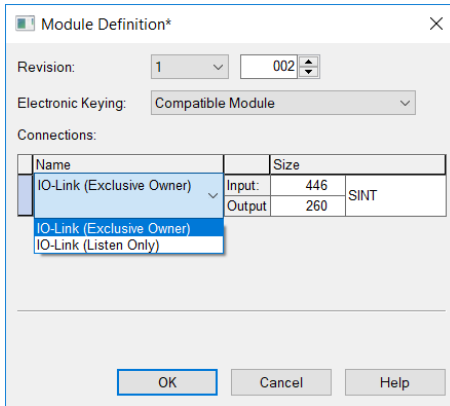 Module Definition*
Revision: 1 002
Electronic Keying: Compatible Module
Connections:
Name Size
IO-Link (Exclusive Owner) Input: 446 SINT
Output 260
IO-Link (Exclusive Owner)
IO-Link (Listen Only)
OK Cancel Help